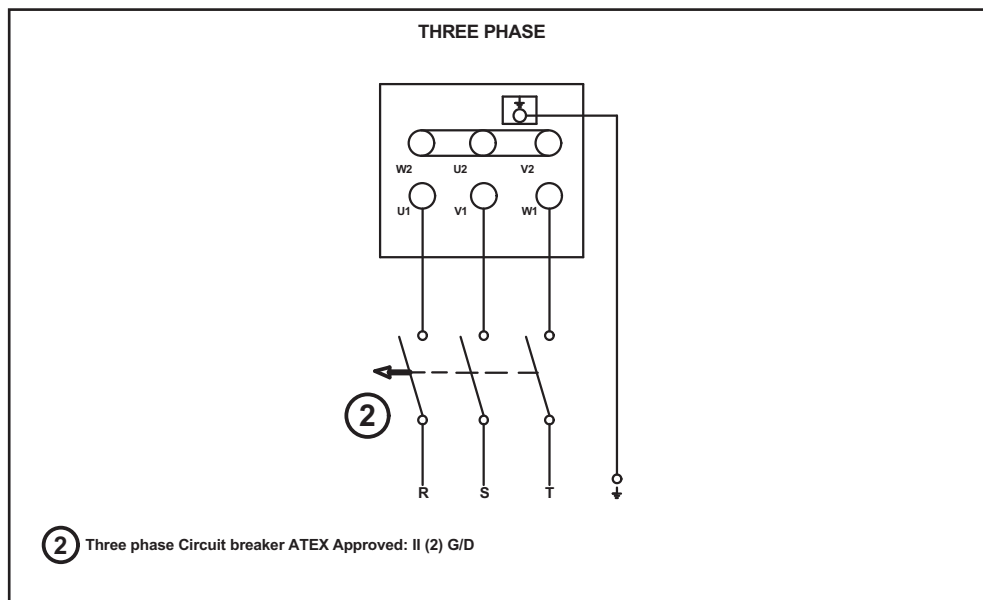 THREE PHASE
W2 U2 V2
U1 V1 W1
2
R S T
2 Three phase Circuit breaker ATEX Approved: II (2) G/D